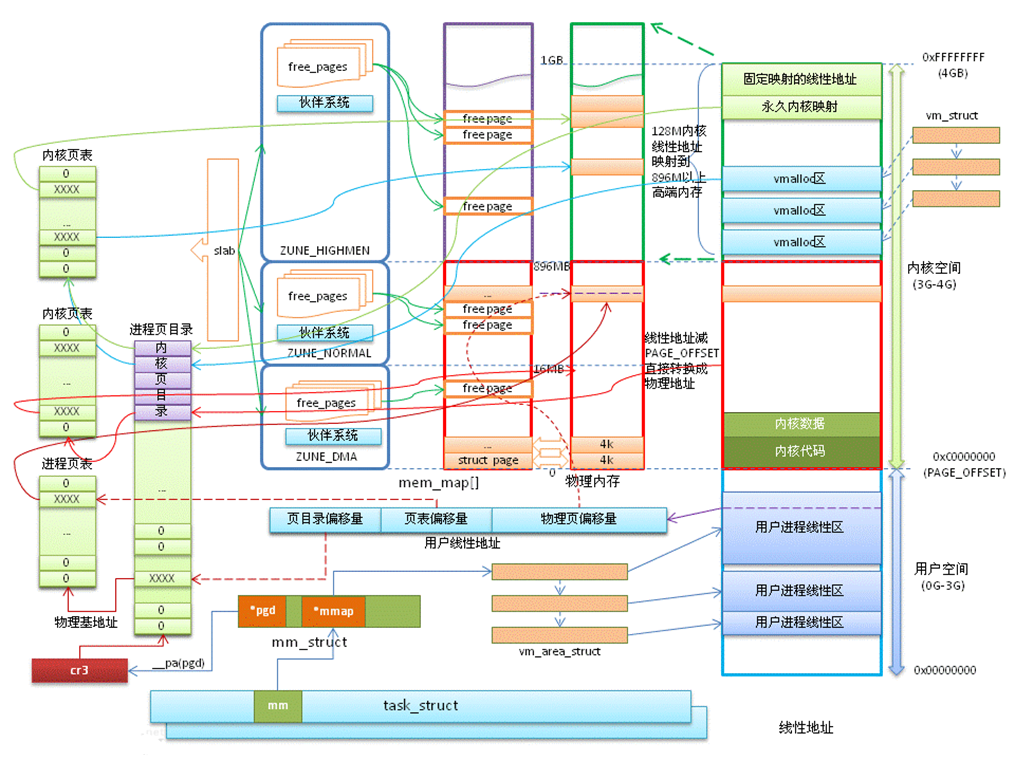 1GB
0xFFFFFFFF
(4GB)
固定映射的线性地址
永久内核映射
free_pages
伙伴系统
free page
free page
free page
ZUNE_HIGHMEN
128M内核
线性地址
映射到
896M以上
高端内存
vm_struct
vmalloc区
vmalloc区
vmalloc区
内核页表
0
XXXX
...
XXXX
0
0
slab
896MB
free_pages
伙伴系统
ZUNE_NORMAL
...
free page
free page
内核空间
(3G-4G)
内核页表
0
XXXX
...
XXXX
0
进程页目录
内
核
页
目
录
...
0
0
XXXX
0
0
线性地址减
PAGE_OFFSET
直接转换成
物理地址
16MB
free_pages
伙伴系统
ZUNE_DMA
free page
...
struct page
4k
4k
0
mem_map[]
物理内存
内核数据
内核代码
0xC0000000
(PAGE_OFFSET)
进程页表
0
XXXX
...
0
0
物理基地址
页目录偏移量
页表偏移量
物理页偏移量
用户线性地址
用户进程线性区
用户进程线性区
用户进程线性区
用户空间
(0G-3G)
0x00000000
*pgd
*mmap
mm_struct
vm_area_struct
cr3
__pa(pgd)
mm
task_struct
线性地址